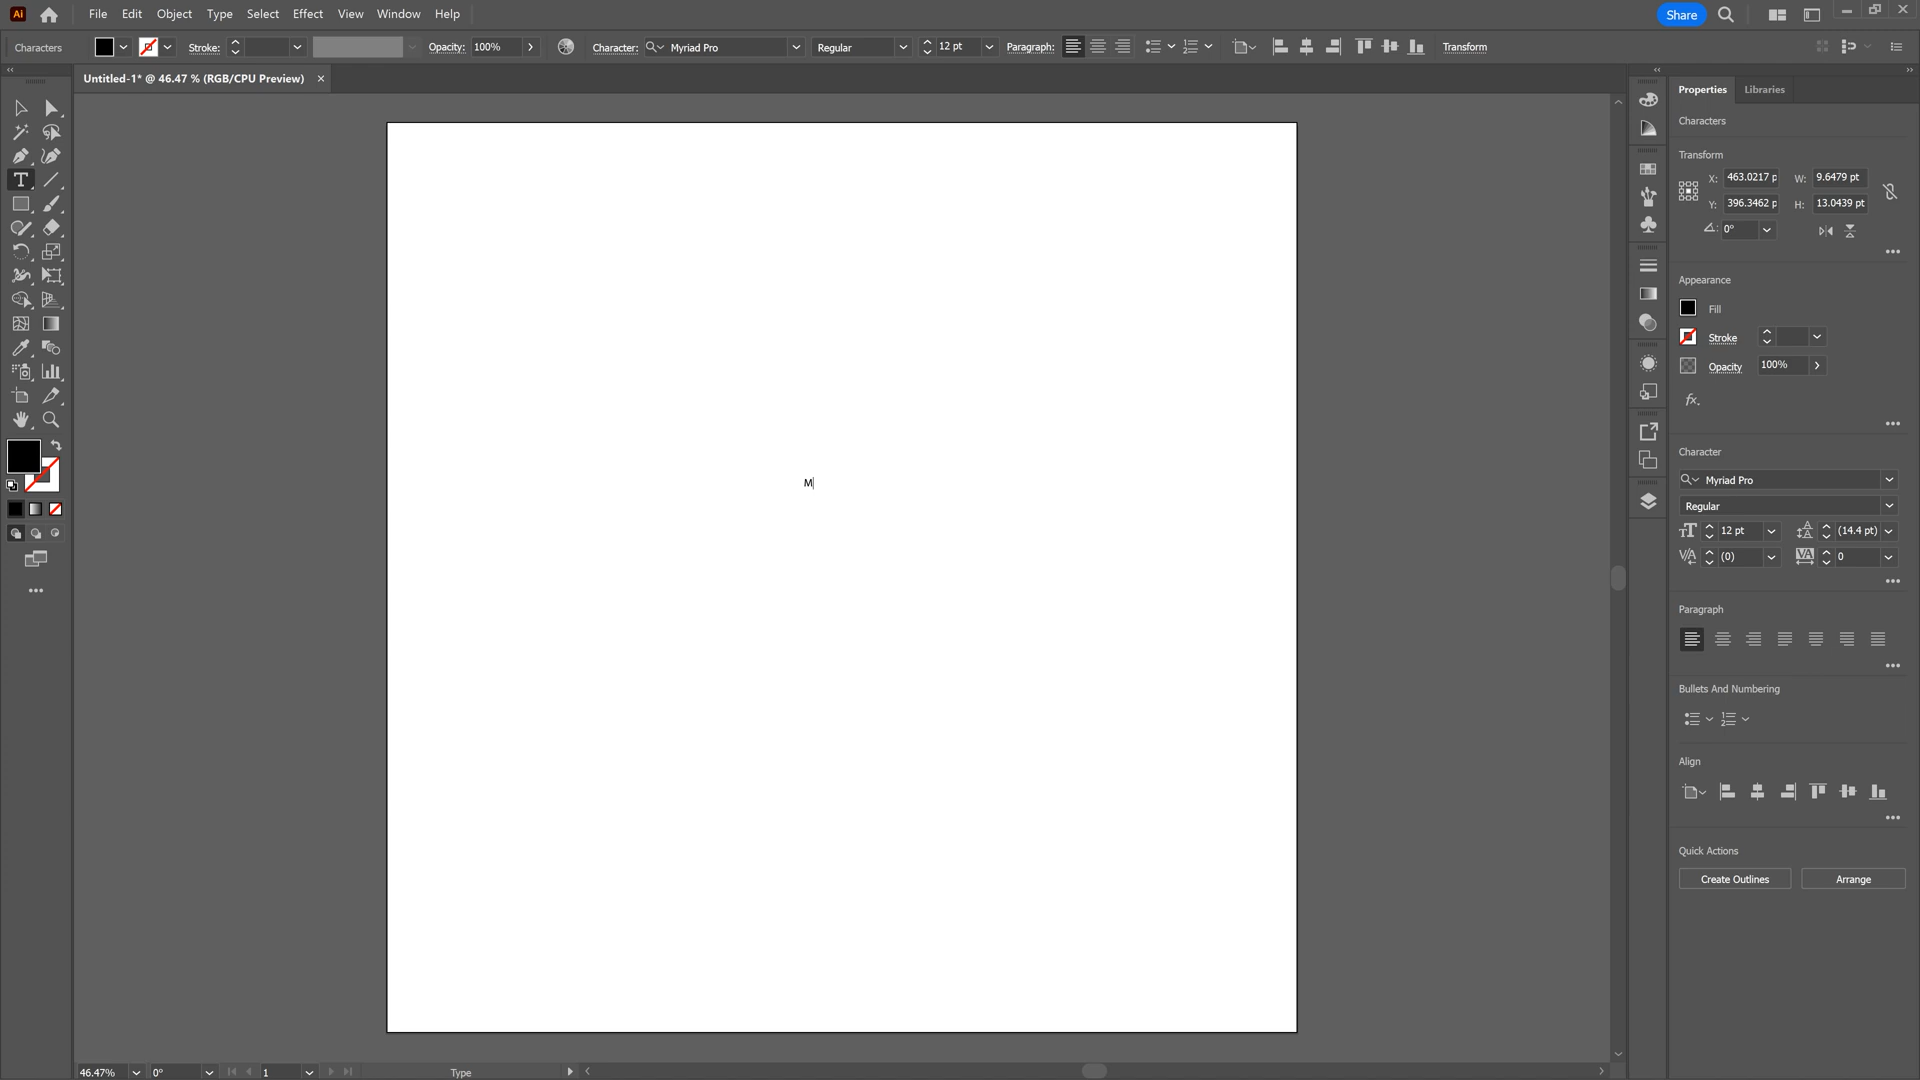 Ai File Edit Object Type Select Effect View Window Help Share
Characters Stroke: Opacity: 100% Character: Myriad Pro Regular 12 pt Paragraph: Transform
Untitled-1* @ 46.47 % (RGB/CPU Preview)
Properties Libraries
Characters
Transform
X: 463.0217 p W: 9.6479 pt
Y: 396.3462 p H: 13.0439 pt
0°
Appearance
Fill
Stroke
Opacity 100%
fx.
Character
Myriad Pro
Regular
12 pt (14.4 pt)
(0) 0
Paragraph
Bullets And Numbering
Align
Quick Actions
Create Outlines Arrange
M
46.47% 0° 1 Type